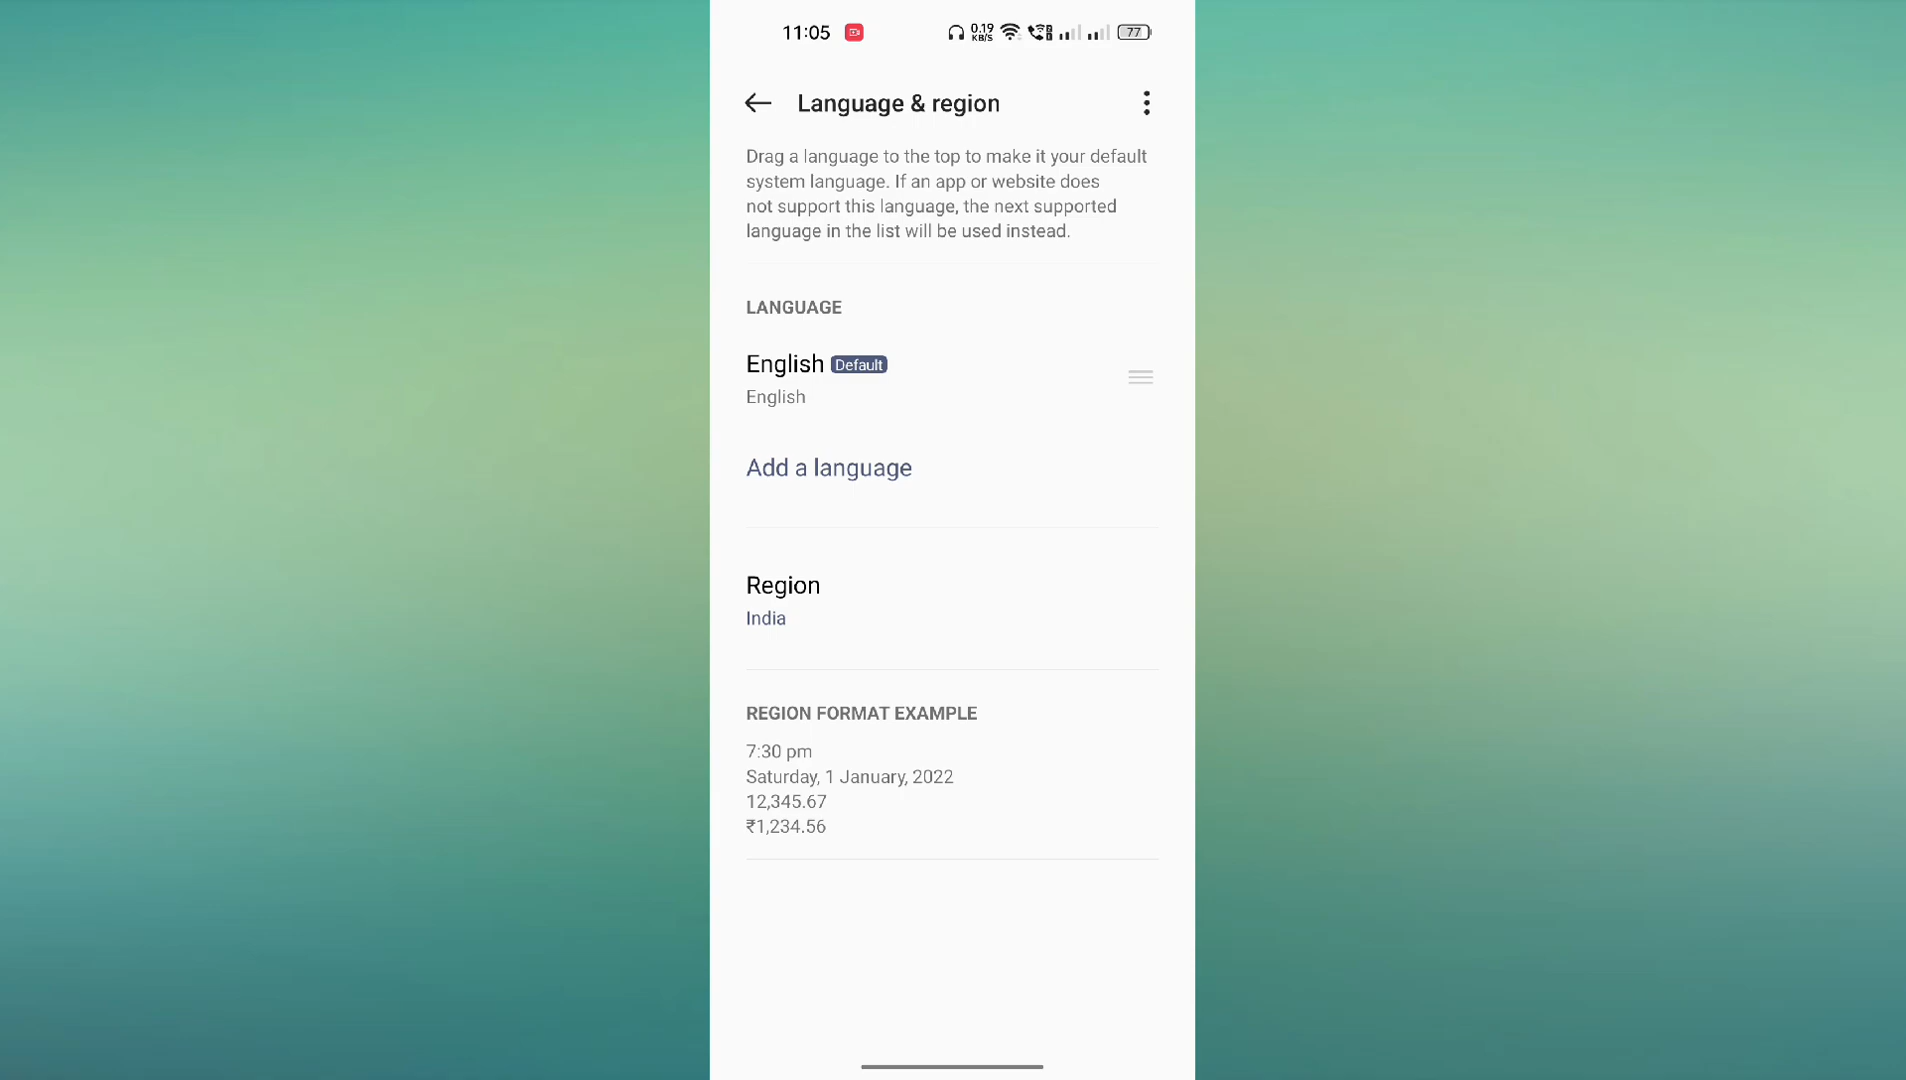 11:05
0.19
KB/S
77
Language & region
Drag a language to the top to make it your default
system language. If an app or website does
not support this language, the next supported
language in the list will be used instead.
LANGUAGE
English Default
English
Add a language
Region
India
REGION FORMAT EXAMPLE
7:30 pm
Saturday, 1 January, 2022
12,345.67
₹1,234.56